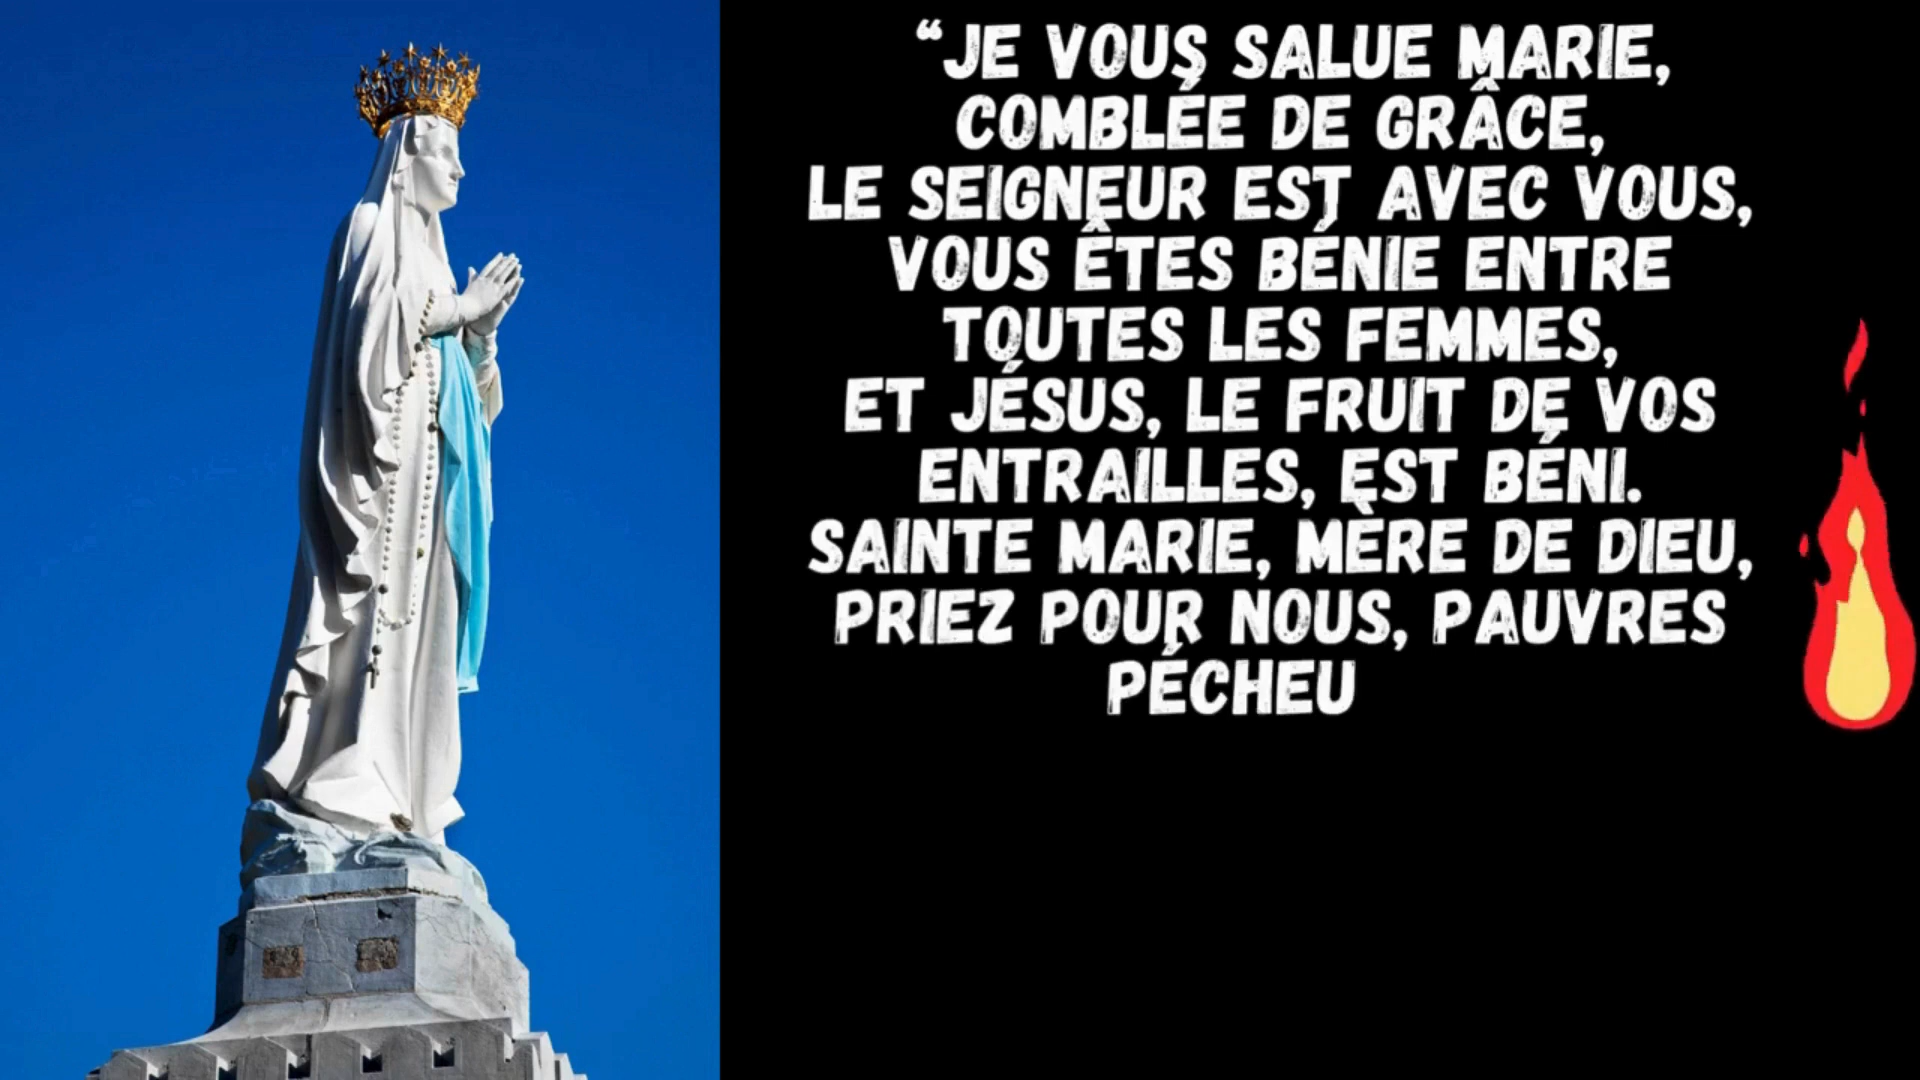 “JE VOUS SALUE MARIE,
COMBLÉE DE GRÂCE,
LE SEIGNEUR EST AVEC VOUS,
VOUS ÊTES BÉNIE ENTRE
TOUTES LES FEMMES,
ET JÉSUS, LE FRUIT DE VOS
ENTRAILLES, EST BÉNI.
SAINTE MARIE, MÈRE DE DIEU,
PRIEZ POUR NOUS, PAUVRES
PÉCHEU